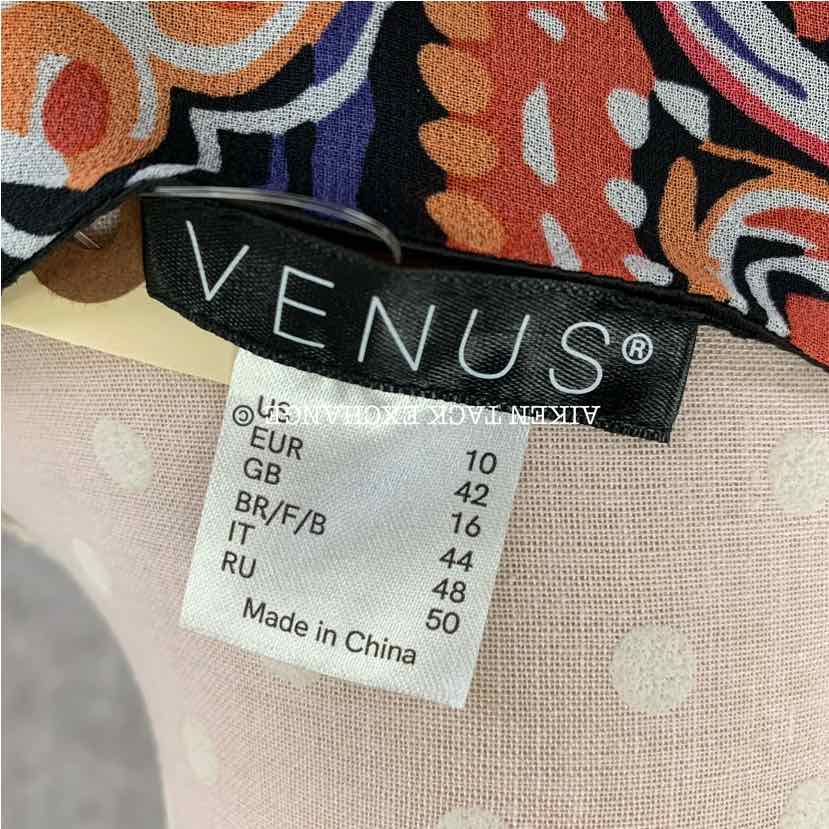 VENUS®
© AIKEN TACK EXCHANGE
US 10
EUR 42
GB 16
BR/F/B 44
IT 48
RU 50
Made in China